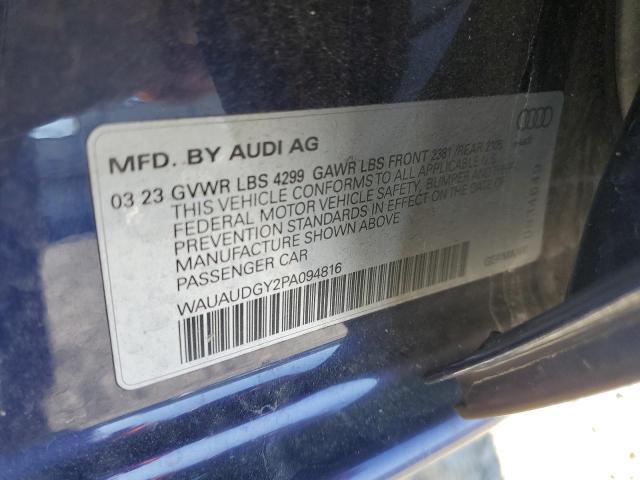 MFD. BY AUDI AG
03 23 GVWR LBS 4299 GAWR LBS FRONT 2381 /REAR
THIS VEHICLE CONFORMS TO ALL APPLICABLE U.S.
FEDERAL MOTOR VEHICLE SAFETY, BUMPER AND THEFT
PREVENTION STANDARDS IN EFFECT ON THE DATE OF
MANUFACTURE SHOWN ABOVE
PASSENGER CAR
WAUAUDGY2PA094816
GERMANY